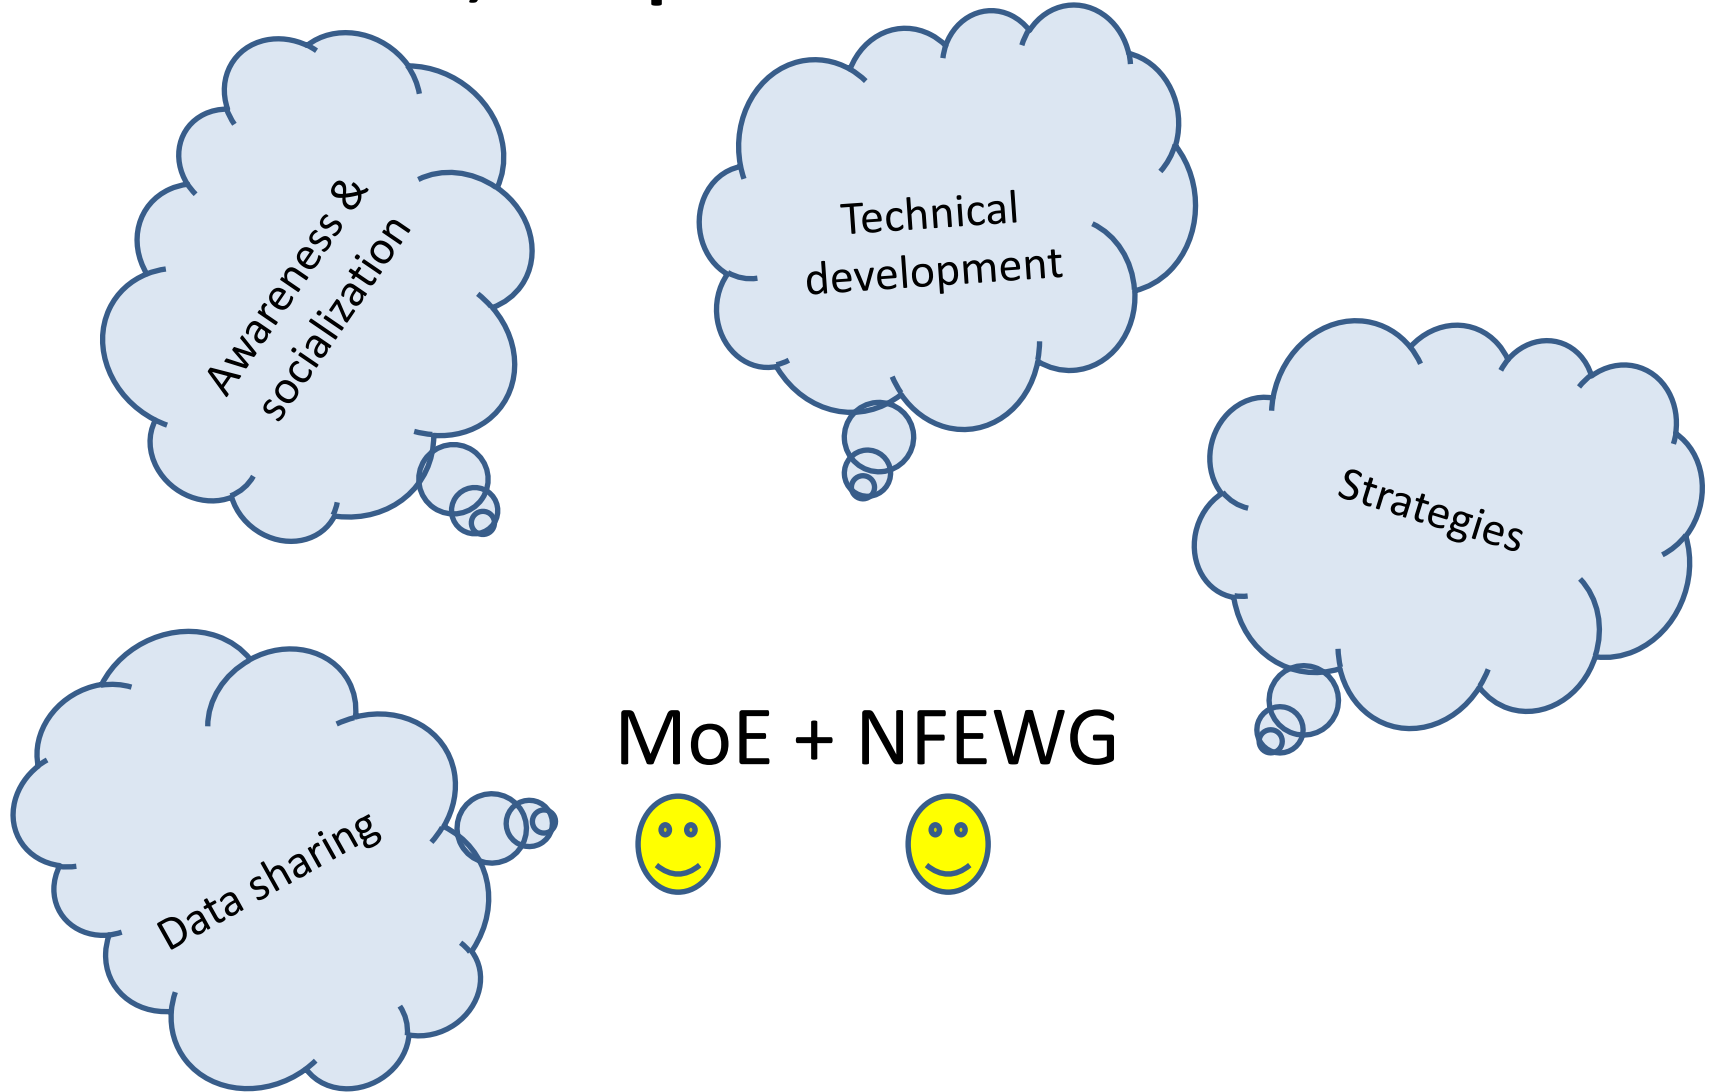 Awareness &
socialization
Technical
development
Strategies
Data sharing
MoE + NFEWG